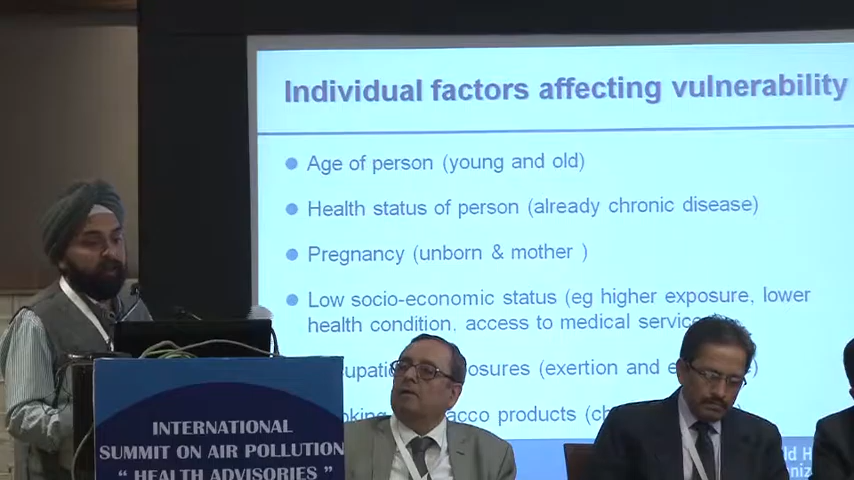 Individual factors affecting vulnerability
Age of person (young and old)
Health status of person (already chronic disease)
Pregnancy (unborn & mother )
Low socio-economic status (eg higher exposure, lower
health condition. access to medical services
osures (exertion and
acco products (
INTERNATIONAL
SUMMIT ON AIR POLLUTION
“ HEALTH ADVISORIES ”